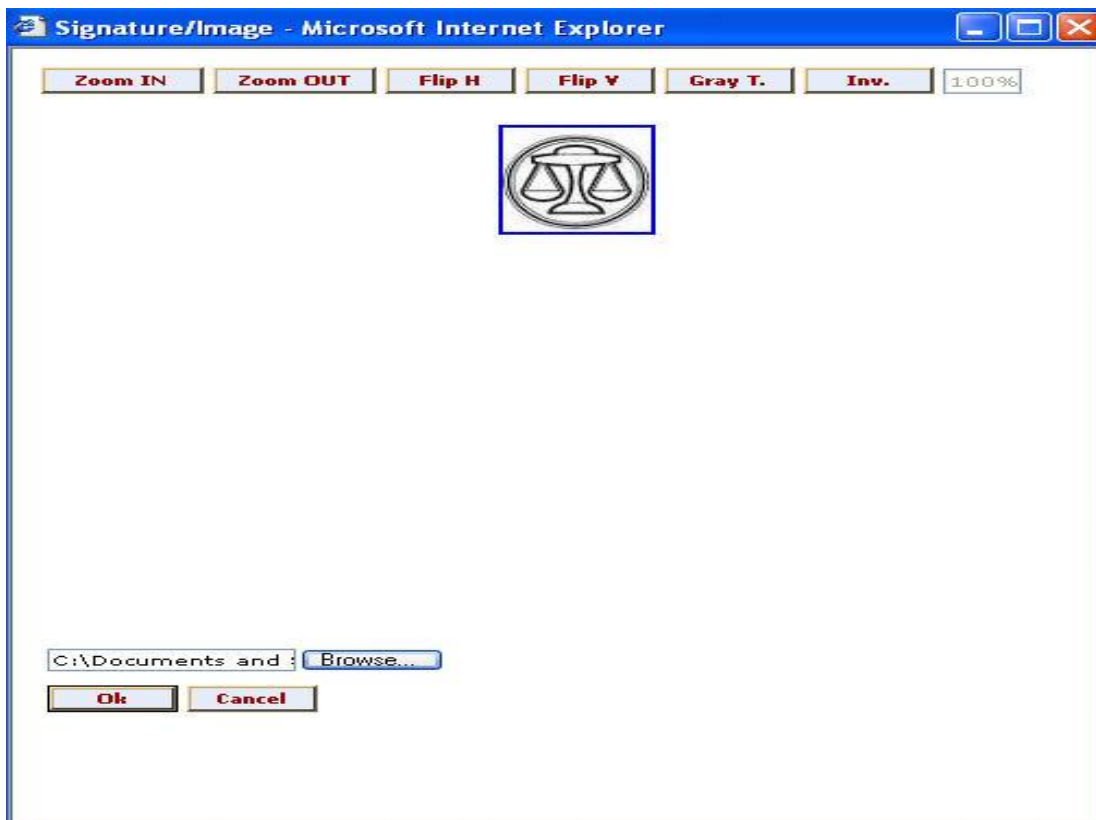 Signature/Image - Microsoft Internet Explorer
Zoom IN Zoom OUT Flip H Flip V Gray T. Inv. 100%
C:\Documents and Browse...
Ok Cancel